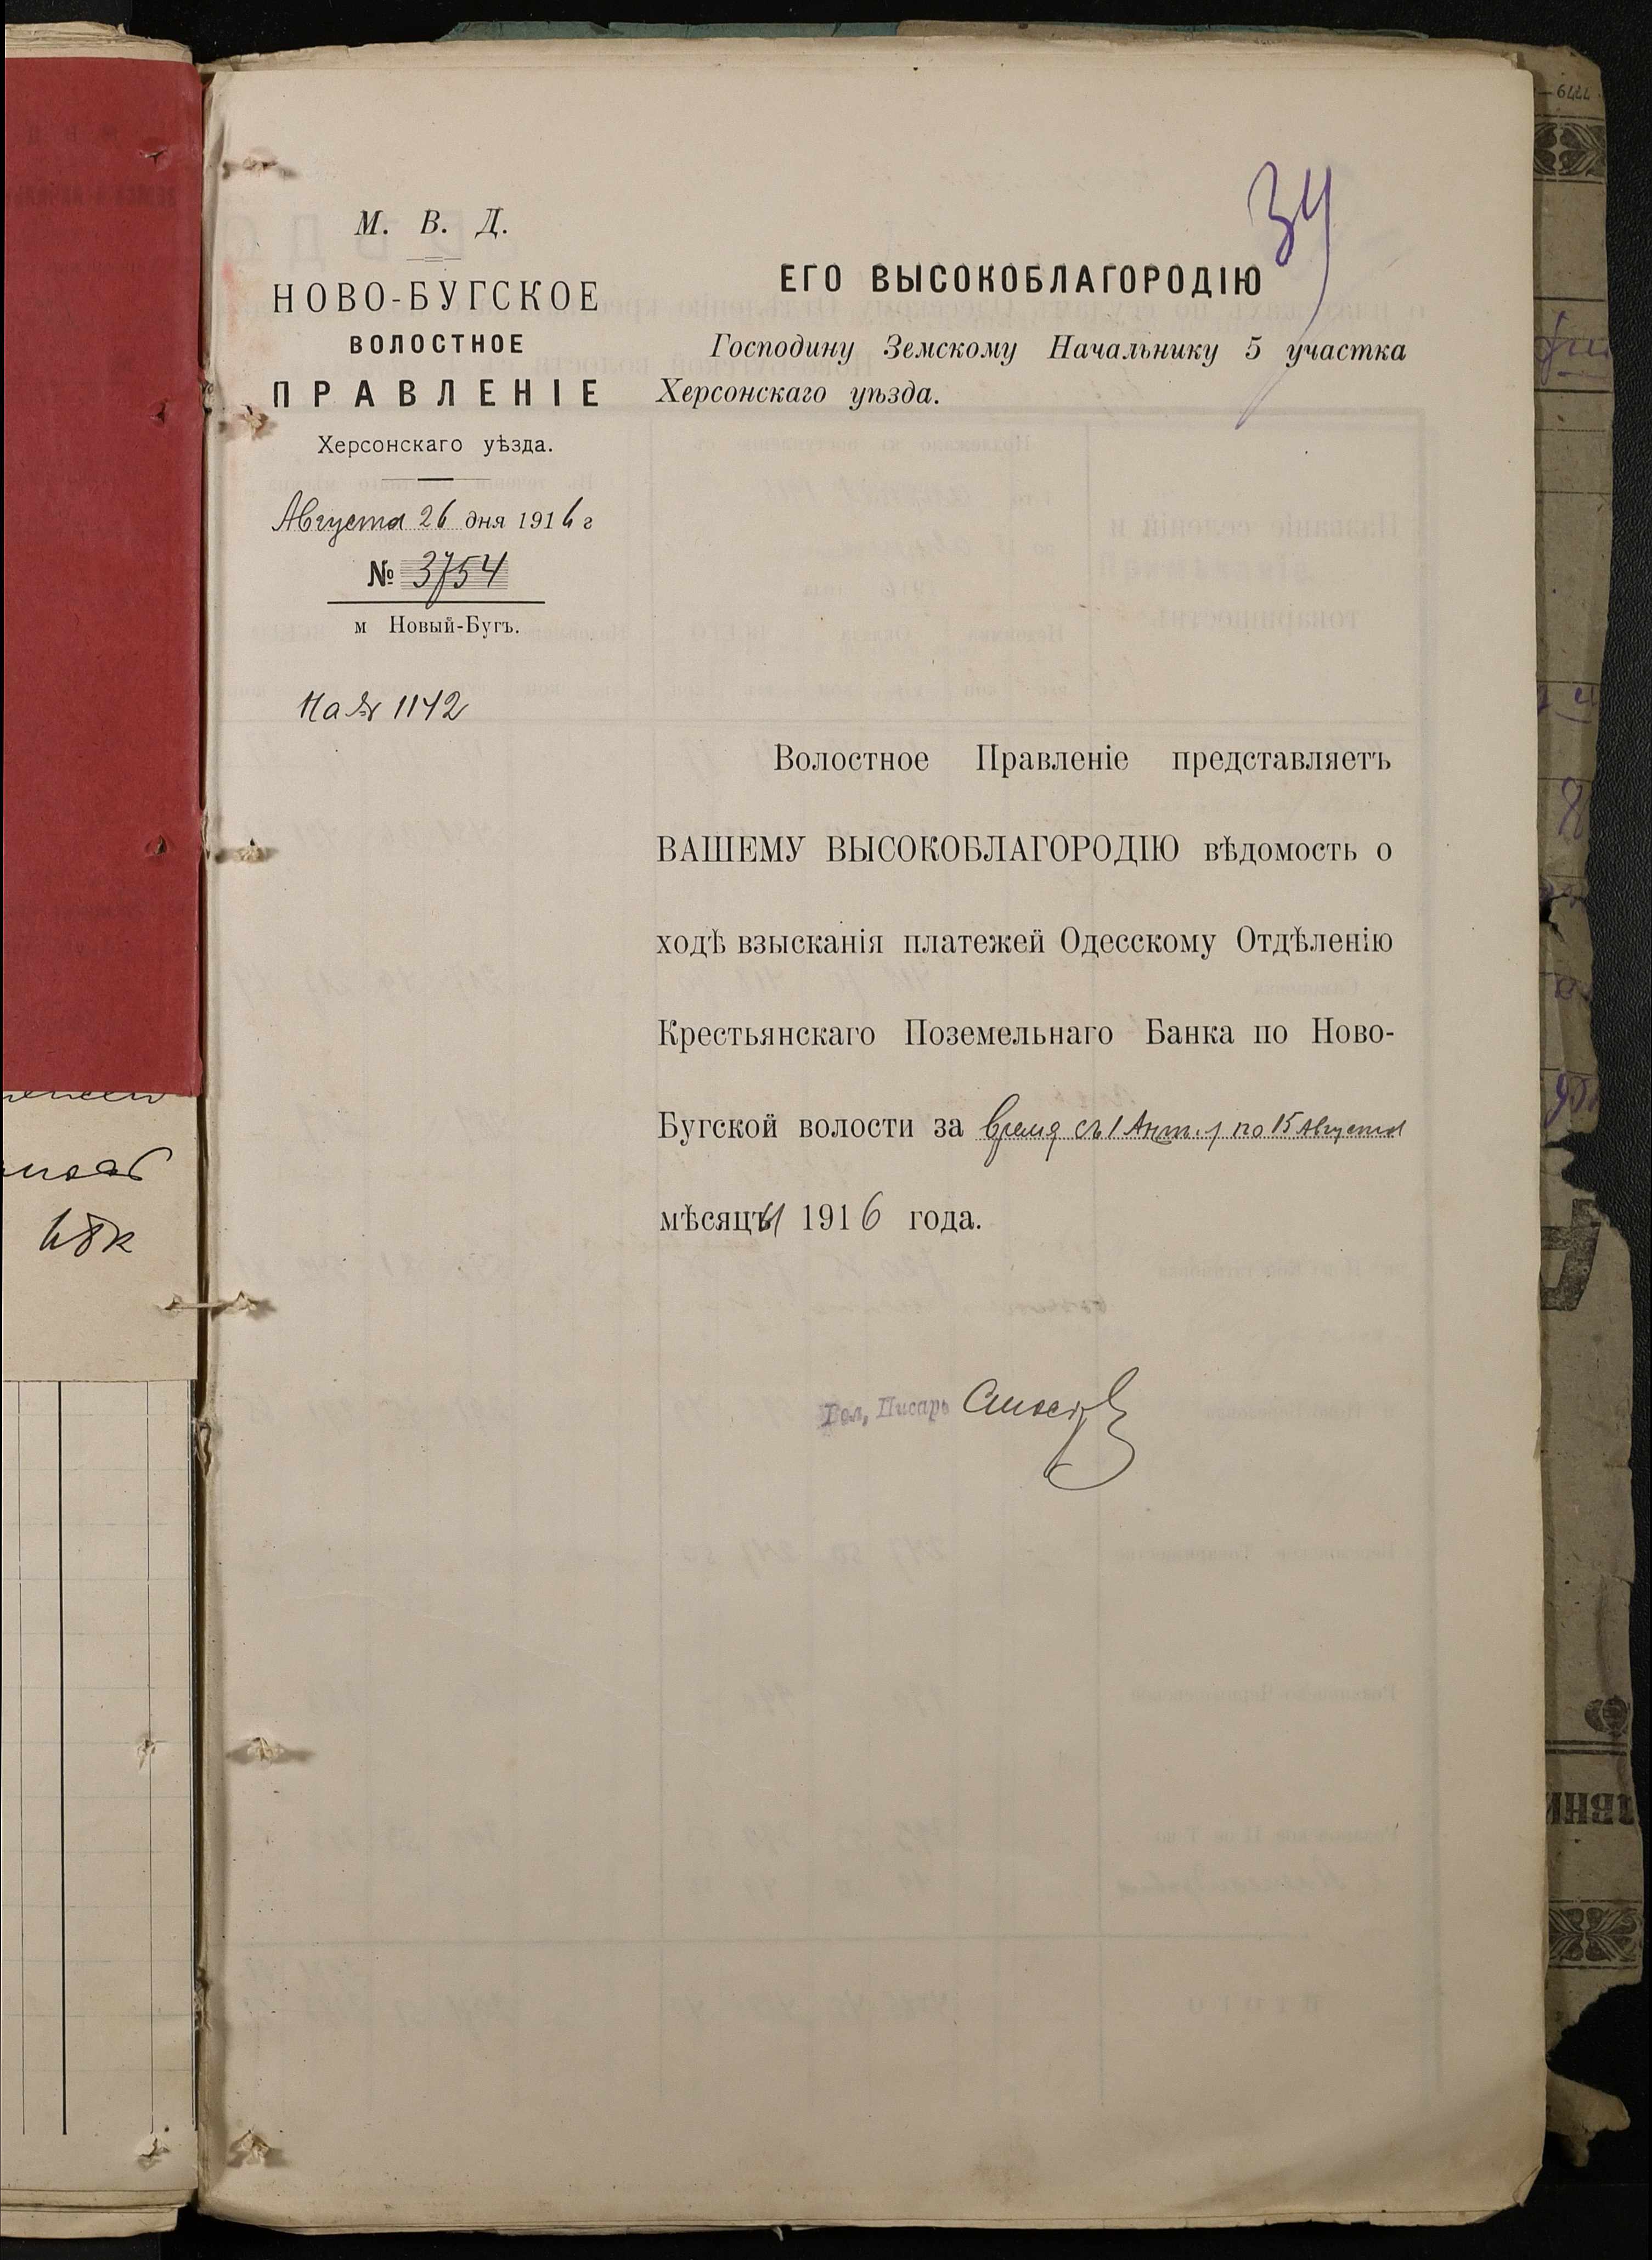 34
М. В. Д.
НОВО-БУГСКОЕ
ВОЛОСТНОЕ
ПРАВЛЕНІЕ
Херсонскаго уѣзда.
Августа 26 дня 1916 г
№ 3754
м Новый-Бугъ.
На № 1142
ЕГО ВЫСОКОБЛАГОРОДІЮ
Господину Земскому Начальнику 5 участка
Херсонскаго уѣзда.
Волостное Правленіе представляетъ
ВАШЕМУ ВЫСОКОБЛАГОРОДІЮ вѣдомость о
ходѣ взысканія платежей Одесскому Отдѣленію
Крестьянскаго Поземельнаго Банка по Ново-
Бугской волости за время съ 1 по 15 Августа
мѣсяцы 1916 года.
Вол, Писарь